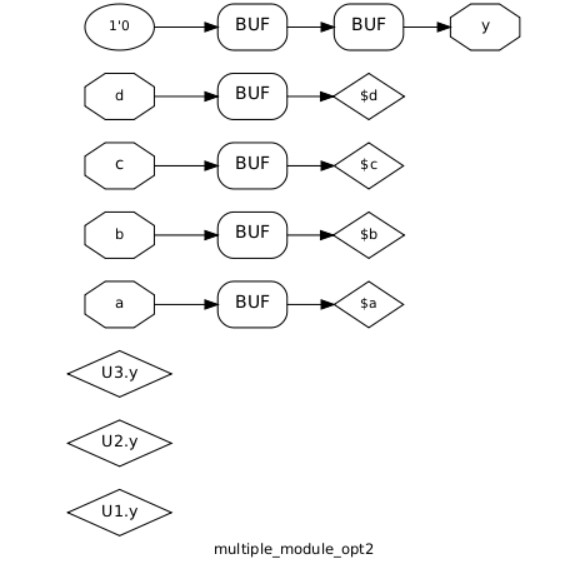 1'0 BUF BUF y
d BUF $d
c BUF $c
b BUF $b
a BUF $a
U3.y
U2.y
U1.y
multiple_module_opt2